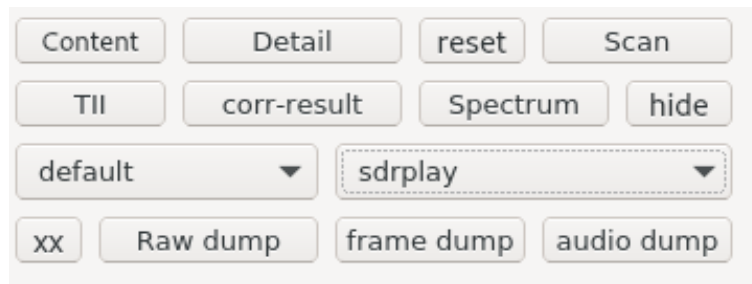 Content Detail reset Scan
TII corr-result Spectrum hide
default sdrplay
xx Raw dump frame dump audio dump